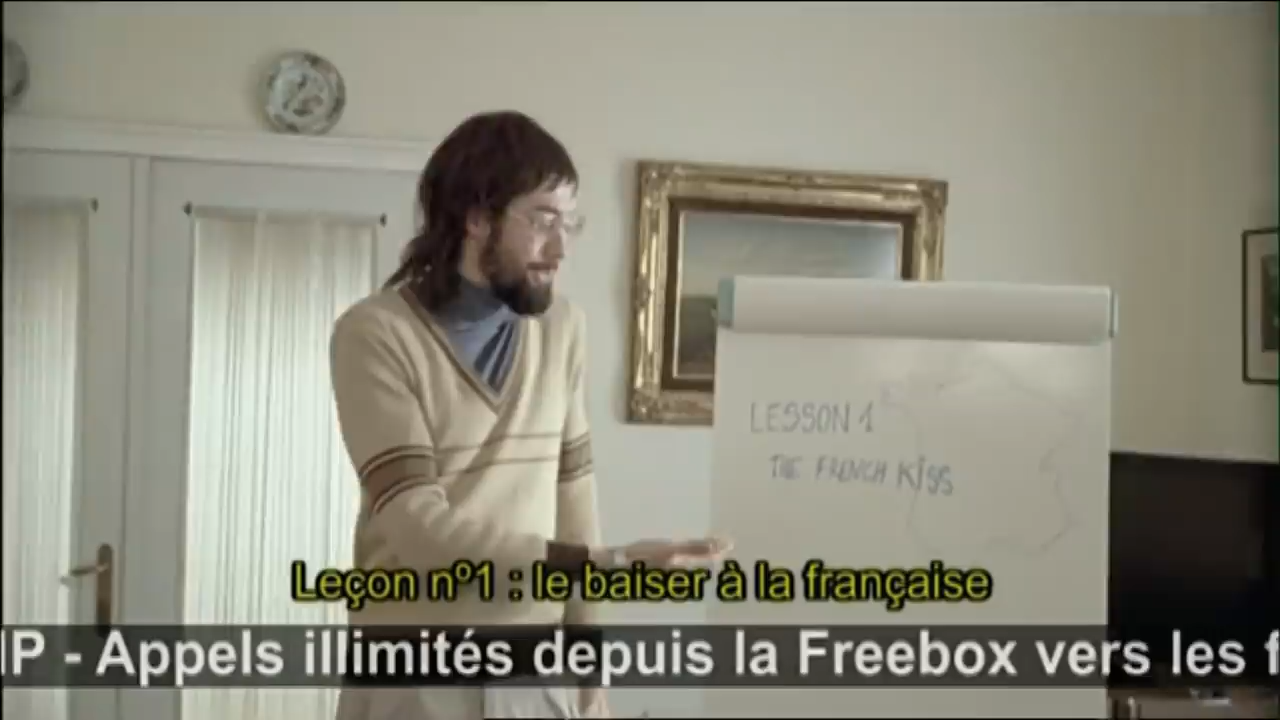 LESSON 1
THE FRENCH KISS
Leçon nº1 : le baiser à la française
IP - Appels illimités depuis la Freebox vers les f